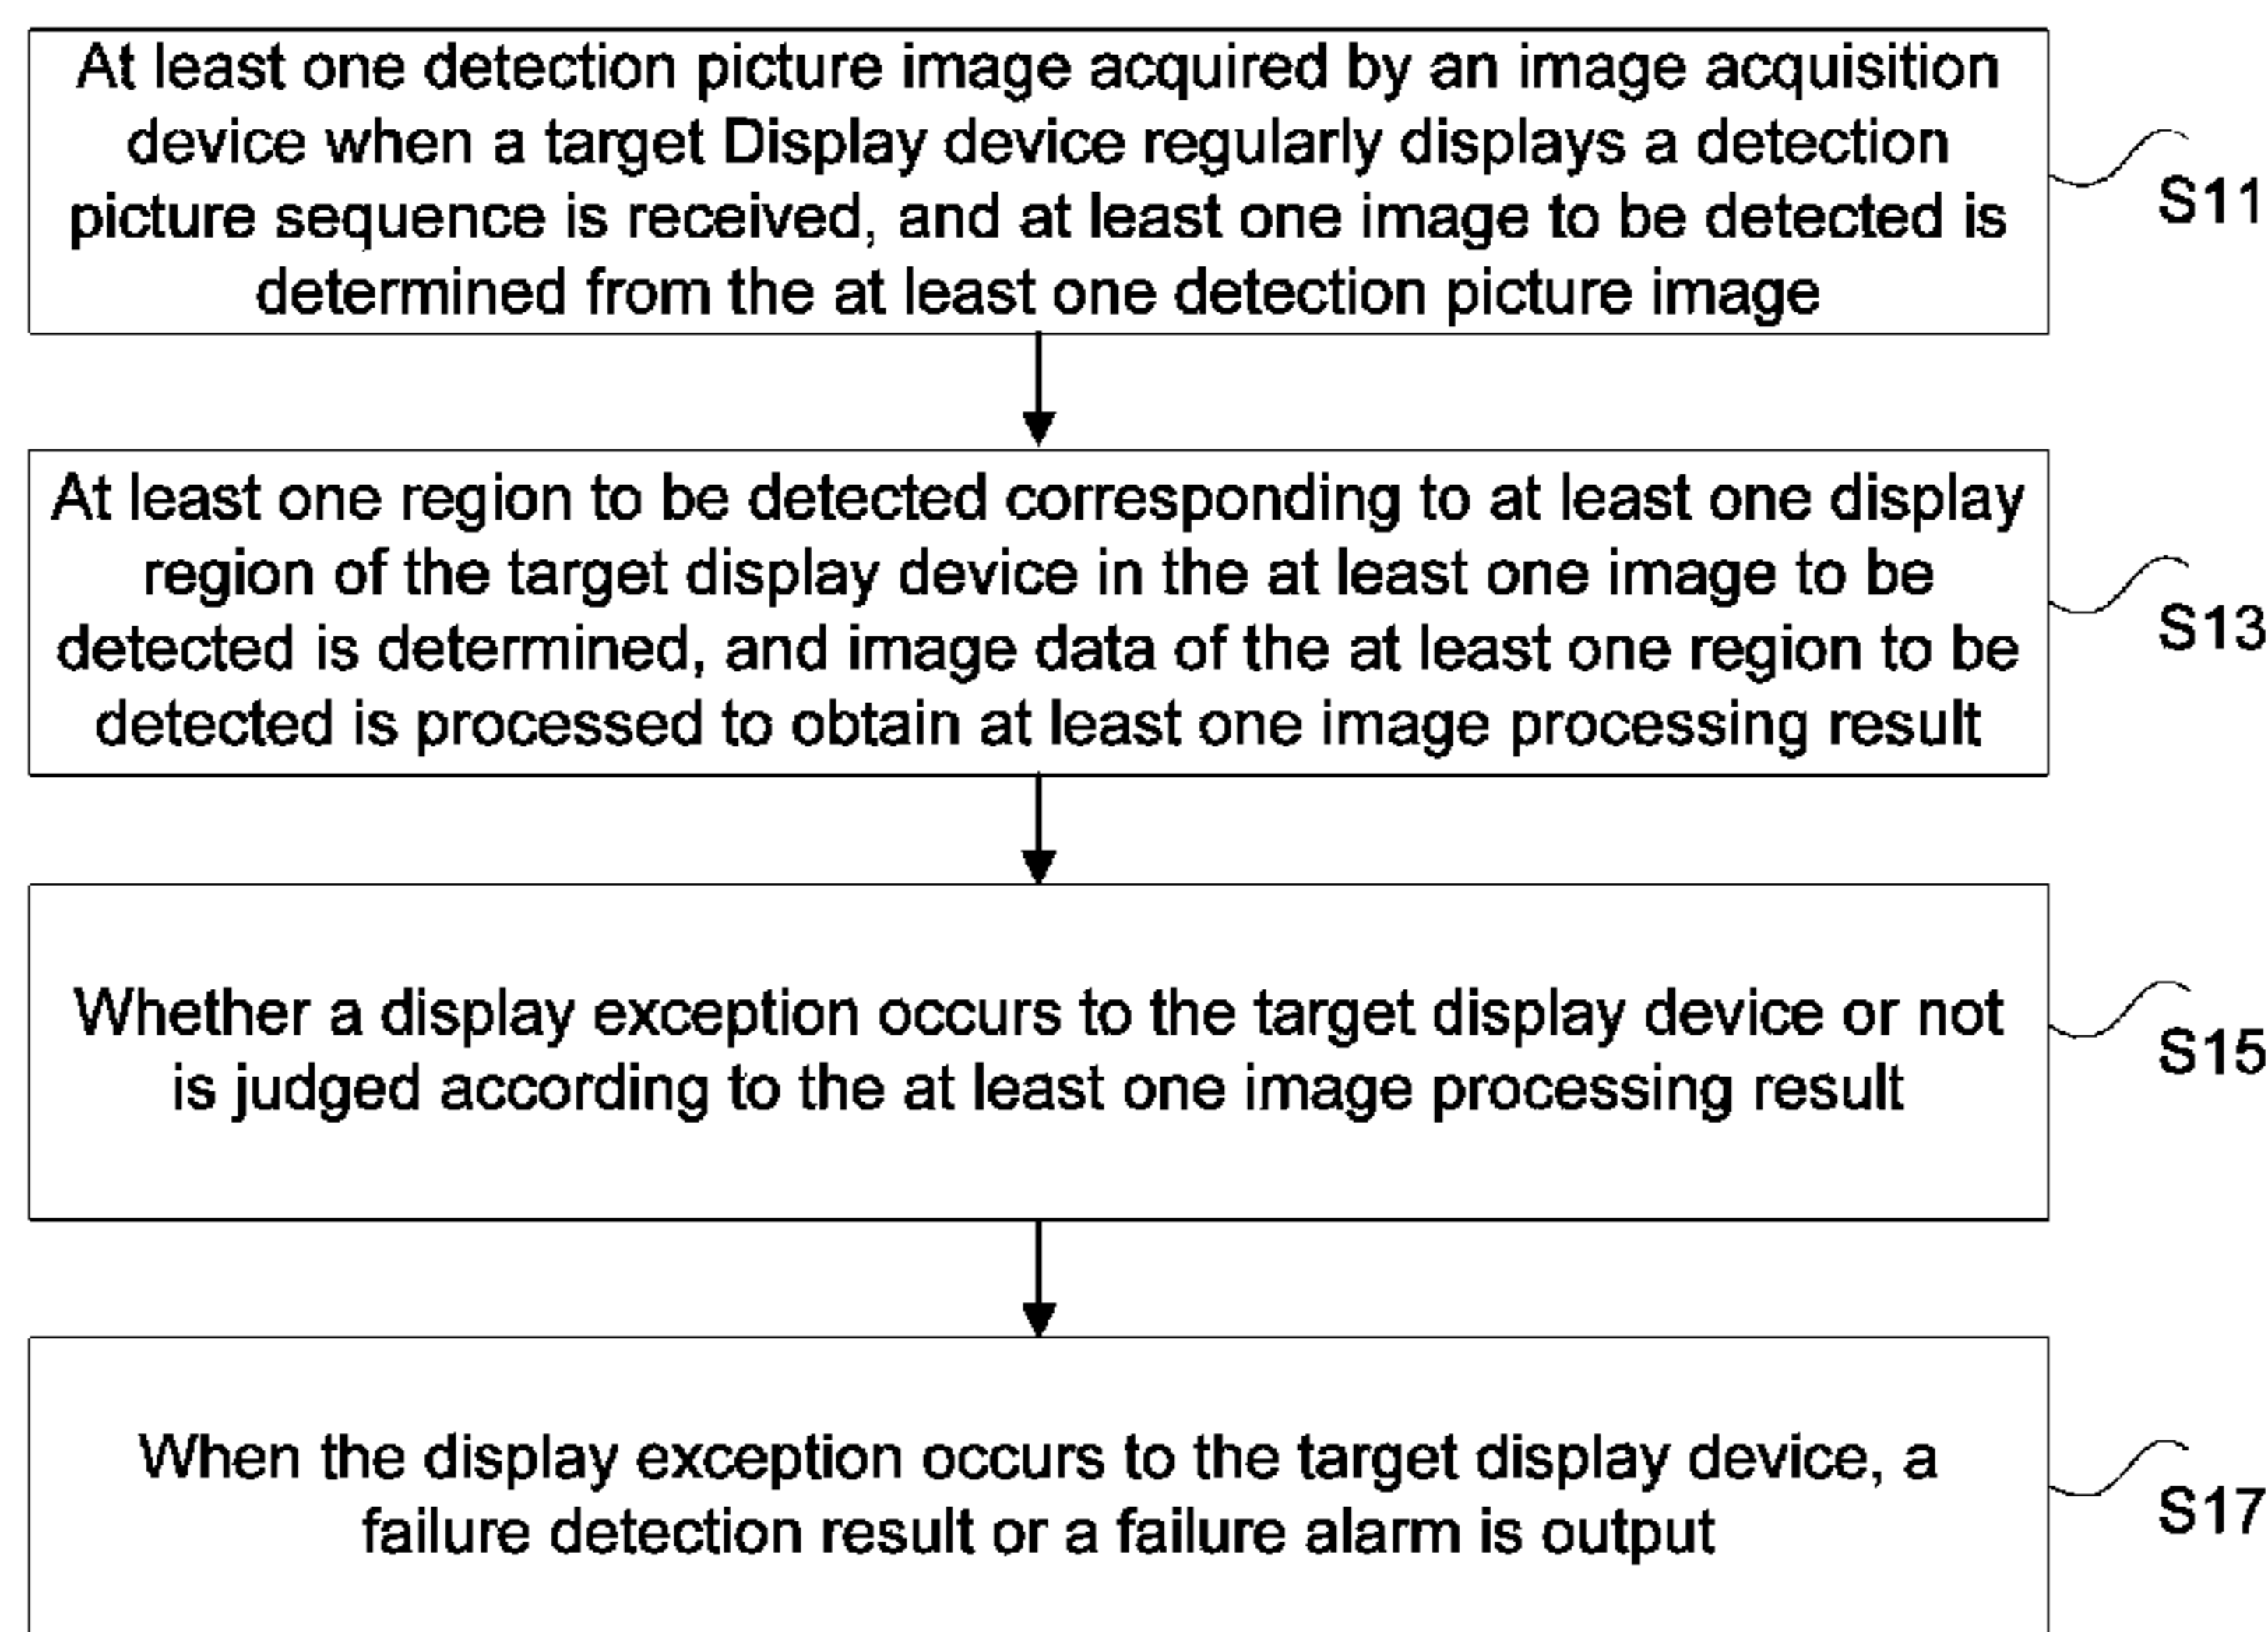 At least one detection picture image acquired by an image acquisition
device when a target Display device regularly displays a detection
picture sequence is received, and at least one image to be detected is
determined from the at least one detection picture image
S11
At least one region to be detected corresponding to at least one display
region of the target display device in the at least one image to be
detected is determined, and image data of the at least one region to be
detected is processed to obtain at least one image processing result
S13
Whether a display exception occurs to the target display device or not
is judged according to the at least one image processing result
S15
When the display exception occurs to the target display device, a
failure detection result or a failure alarm is output
S17